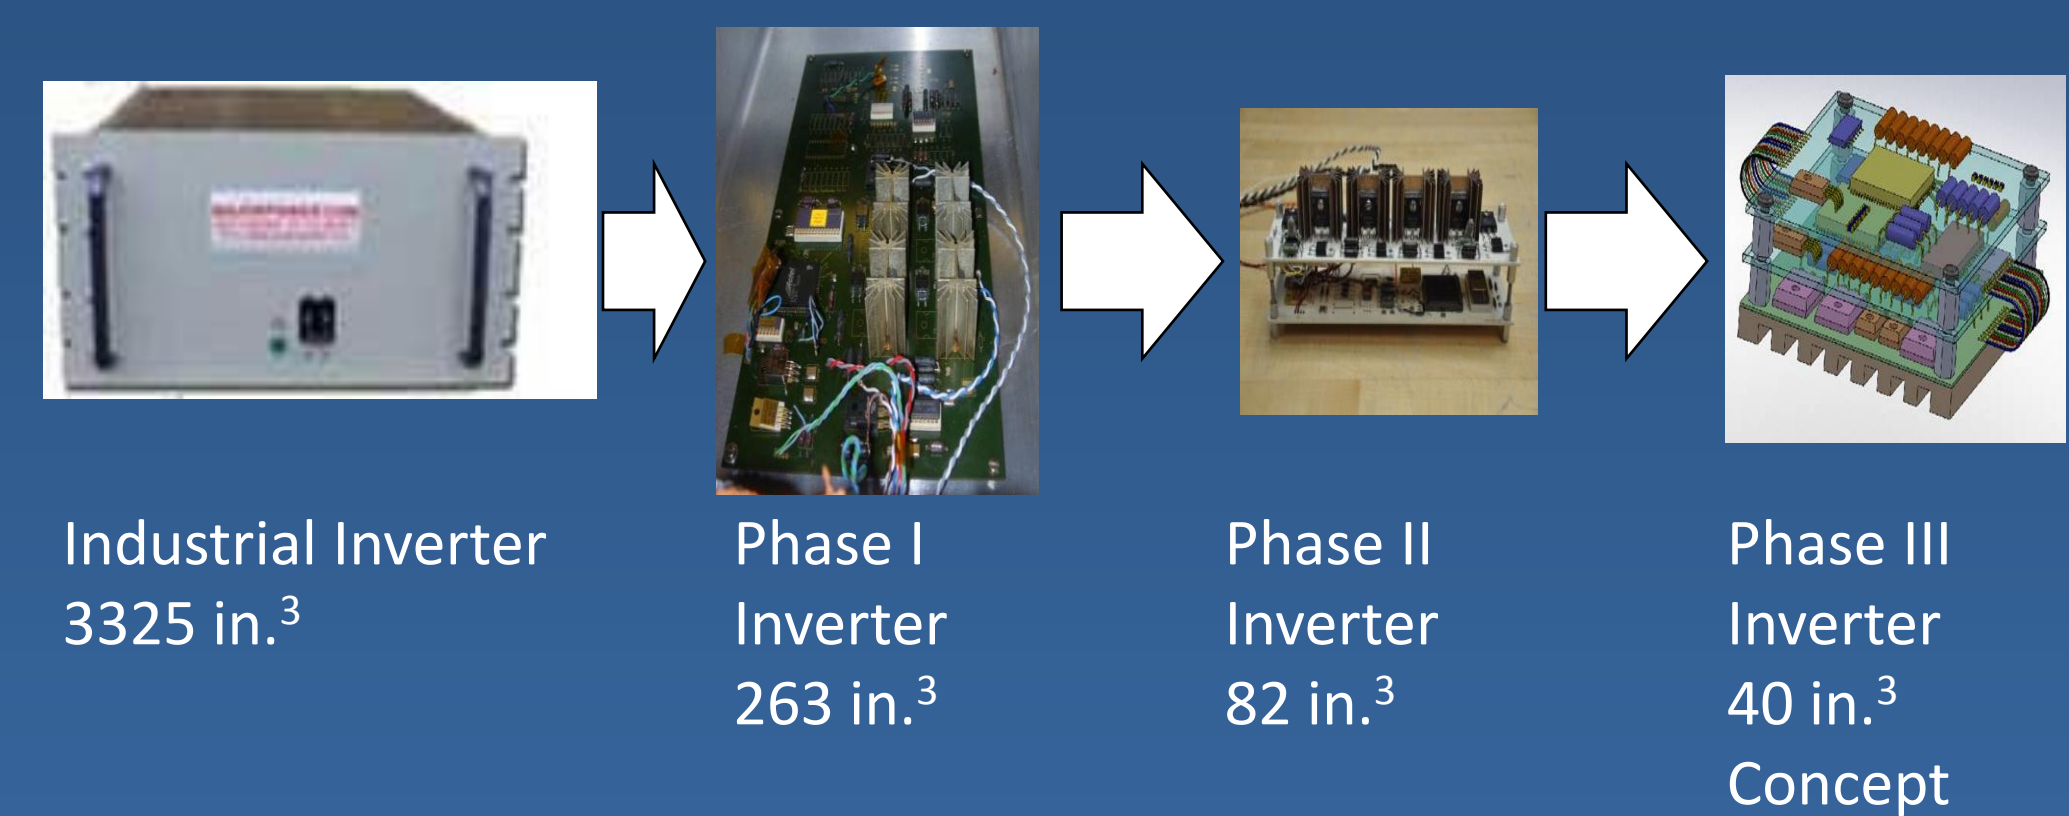 Industrial Inverter
3325 in.³
Phase I
Inverter
263 in.³
Phase II
Inverter
82 in.³
Phase III
Inverter
40 in.³
Concept